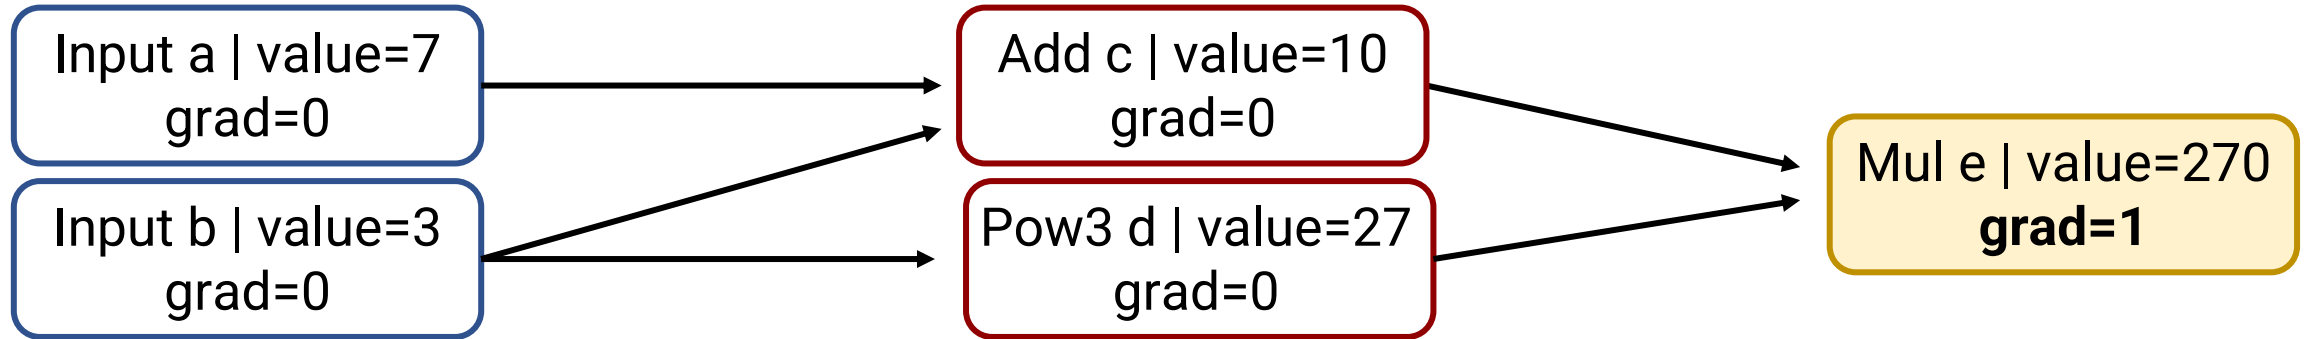 Input a | value=7
grad=0
Input b | value=3
grad=0
Add c | value=10
grad=0
Pow3 d | value=27
grad=0
Mul e | value=270
grad=1